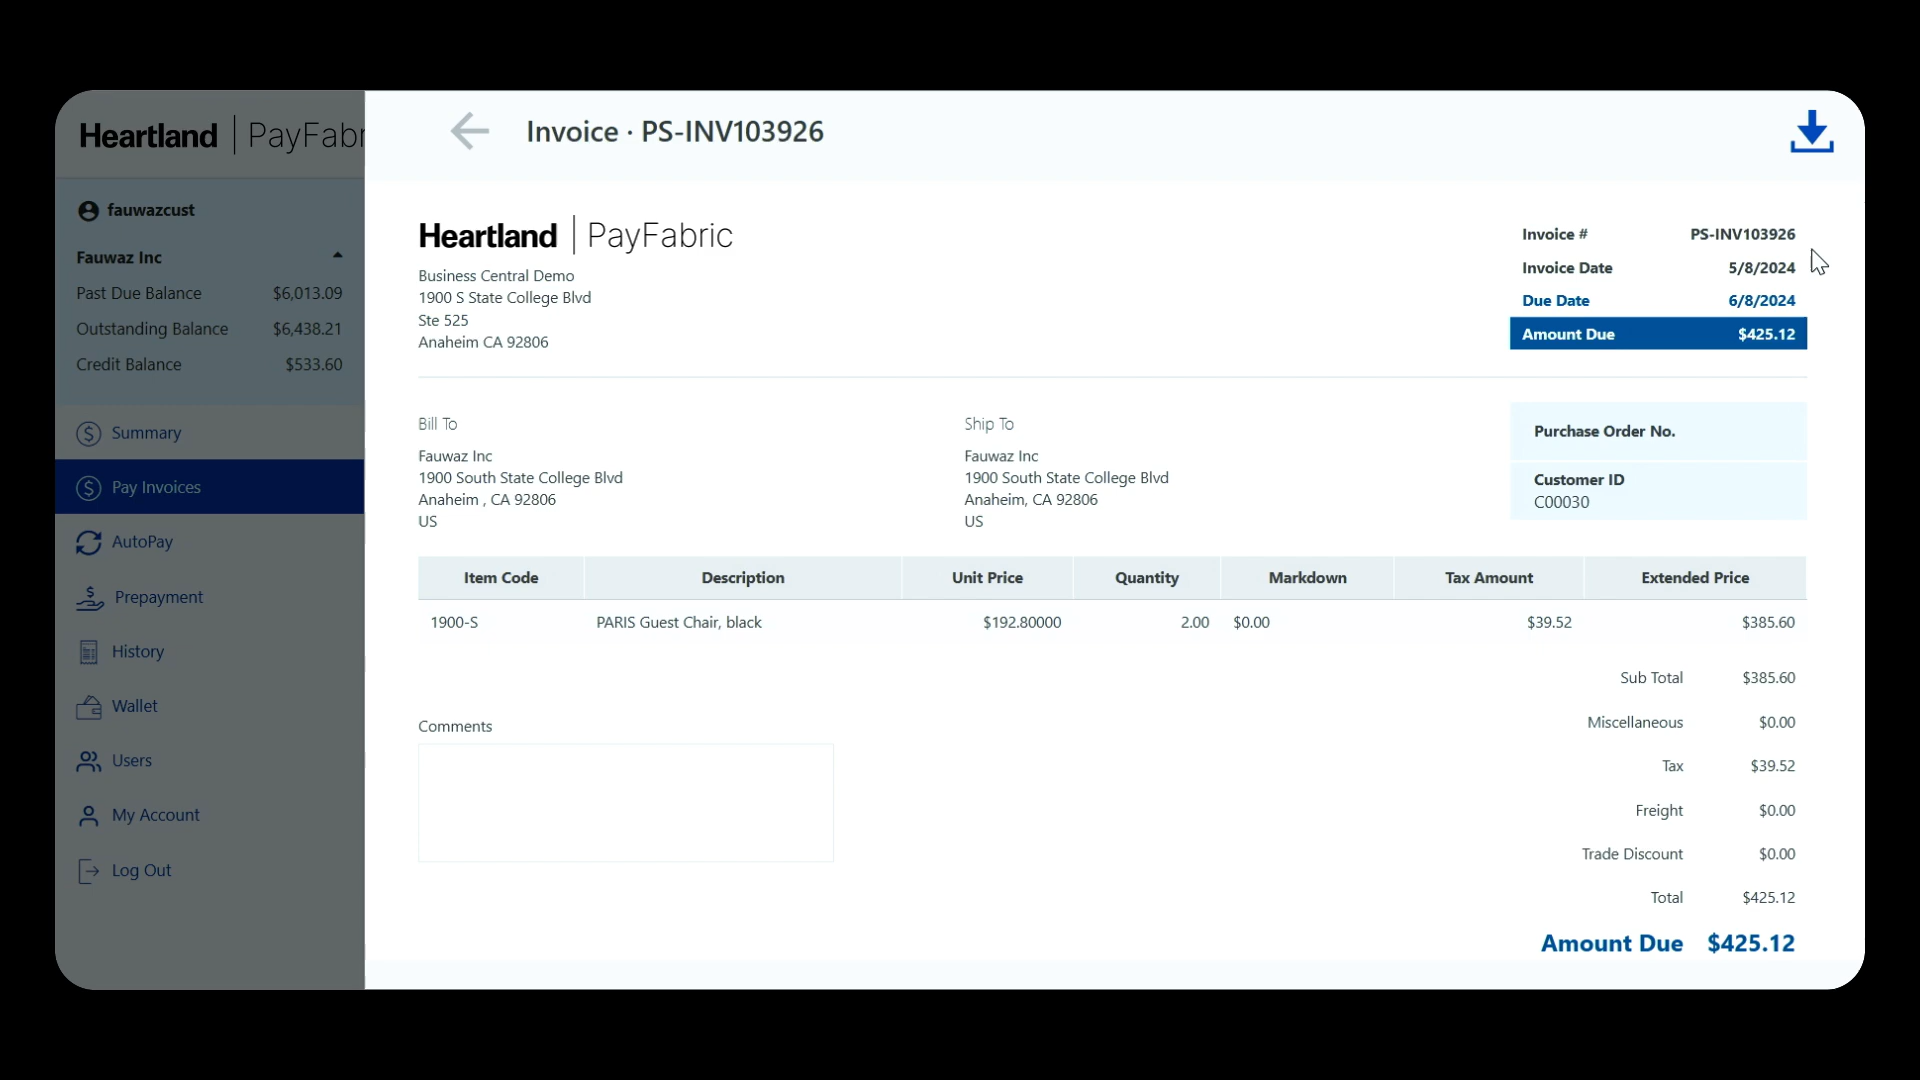 Heartland | PayFabr
fauwazcust
Fauwaz Inc
Past Due Balance $6,013.09
Outstanding Balance $6,438.21
Credit Balance $533.60
Summary
Pay Invoices
AutoPay
Prepayment
History
Wallet
Users
My Account
Log Out
Invoice · PS-INV103926
Heartland | PayFabric
Business Central Demo
1900 S State College Blvd
Ste 525
Anaheim CA 92806
Invoice # PS-INV103926
Invoice Date 5/8/2024
Due Date 6/8/2024
Amount Due $425.12
Bill To
Fauwaz Inc
1900 South State College Blvd
Anaheim , CA 92806
US
Ship To
Fauwaz Inc
1900 South State College Blvd
Anaheim, CA 92806
US
Purchase Order No.
Customer ID
C00030
Item Code Description Unit Price Quantity Markdown Tax Amount Extended Price
1900-S PARIS Guest Chair, black $192.80000 2.00 $0.00 $39.52 $385.60
Comments
Sub Total $385.60
Miscellaneous $0.00
Tax $39.52
Freight $0.00
Trade Discount $0.00
Total $425.12
Amount Due $425.12